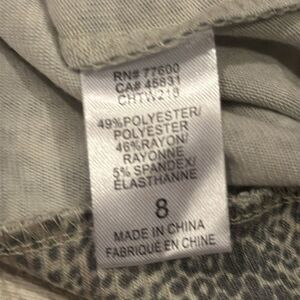 RN# 77600
CA# 45831
CHTW219
49%POLYESTER/
POLYESTER
46%RAYON/
RAYONNE
5% SPANDEX/
ELASTHANNE
8
MADE IN CHINA
FABRIQUÉ EN CHINE